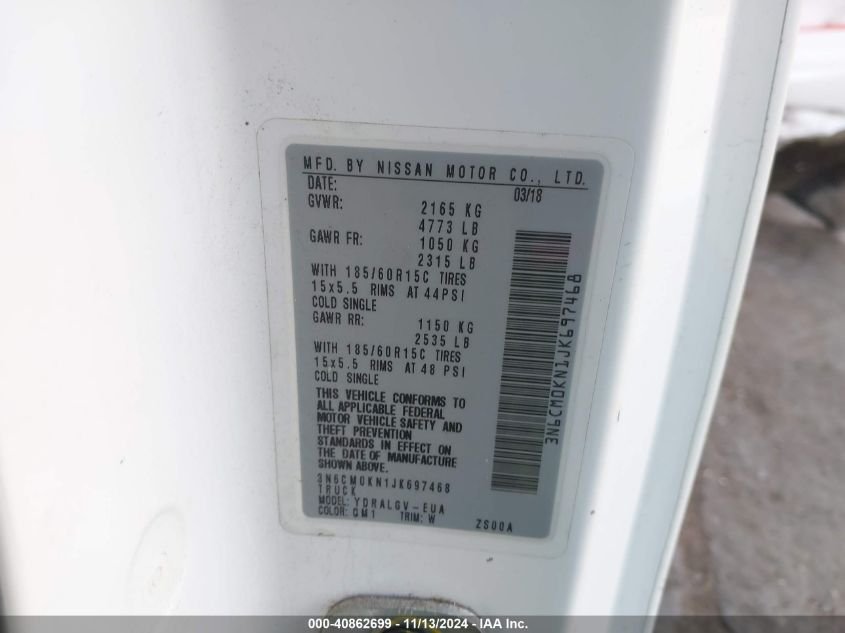 MFD. BY NISSAN MOTOR CO., LTD.
DATE: 03/18
GVWR: 2165 KG
4773 LB
GAWR FR: 1050 KG
2315 LB
WITH 185/60R15C TIRES
15x5.5 RIMS AT 44PSI
COLD SINGLE
GAWR RR: 1150 KG
2535 LB
WITH 185/60R15C TIRES
15x5.5 RIMS AT 48 PSI
COLD SINGLE
THIS VEHICLE CONFORMS TO
ALL APPLICABLE FEDERAL
MOTOR VEHICLE SAFETY AND
THEFT PREVENTION
STANDARDS IN EFFECT ON
THE DATE OF MANUFACTURE
SHOWN ABOVE.
3N6CM0KN1JK697468
TRUCK
MODEL: YDRALGV-EUA
COLOR: QM1 TRIM: W ZS00A
3N6CM0KN1JK697468
000-40862699 - 11/13/2024 - IAA Inc.